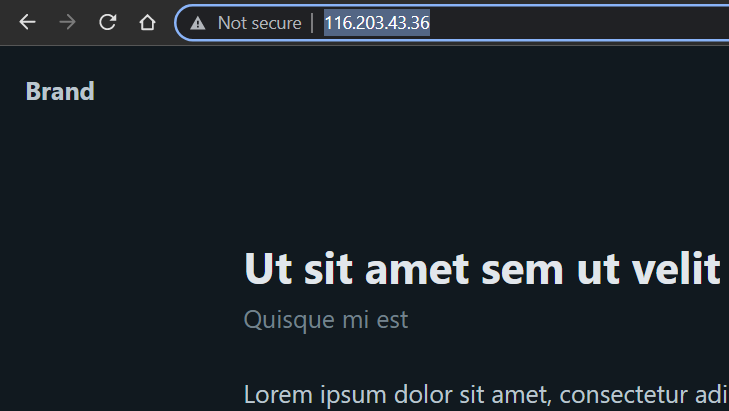 Not secure | 116.203.43.36
Brand
Ut sit amet sem ut velit
Quisque mi est
Lorem ipsum dolor sit amet, consectetur adi